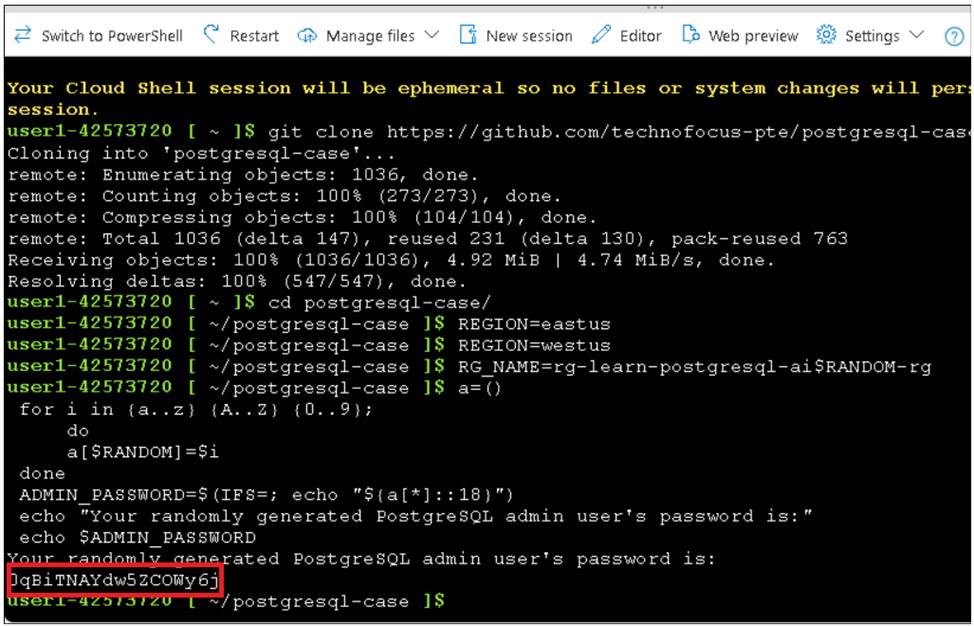 Switch to PowerShell Restart Manage files New session Editor Web preview Settings ?
Your Cloud Shell session will be ephemeral so no files or system changes will pers
session.
user1-42573720 [ ~ ]$ git clone https://github.com/technofocus-pte/postgresql-case
Cloning into 'postgresql-case'...
remote: Enumerating objects: 1036, done.
remote: Counting objects: 100% (273/273), done.
remote: Compressing objects: 100% (104/104), done.
remote: Total 1036 (delta 147), reused 231 (delta 130), pack-reused 763
Receiving objects: 100% (1036/1036), 4.92 MiB | 4.74 MiB/s, done.
Resolving deltas: 100% (547/547), done.
user1-42573720 [ ~ ]$ cd postgresql-case/
user1-42573720 [ ~/postgresql-case ]$ REGION=eastus
user1-42573720 [ ~/postgresql-case ]$ REGION=westus
user1-42573720 [ ~/postgresql-case ]$ RG_NAME=rg-learn-postgresql-ai$RANDOM-rg
user1-42573720 [ ~/postgresql-case ]$ a=()
for i in {a..z} {A..Z} {0..9};
do
a[$RANDOM]=$i
done
ADMIN_PASSWORD=$(IFS=; echo "${a[*]::18}")
echo "Your randomly generated PostgreSQL admin user's password is:"
echo $ADMIN_PASSWORD
Your randomly generated PostgreSQL admin user's password is:
0qBiTNAYdw5ZCOWy6j
user1-42573720 [ ~/postgresql-case ]$